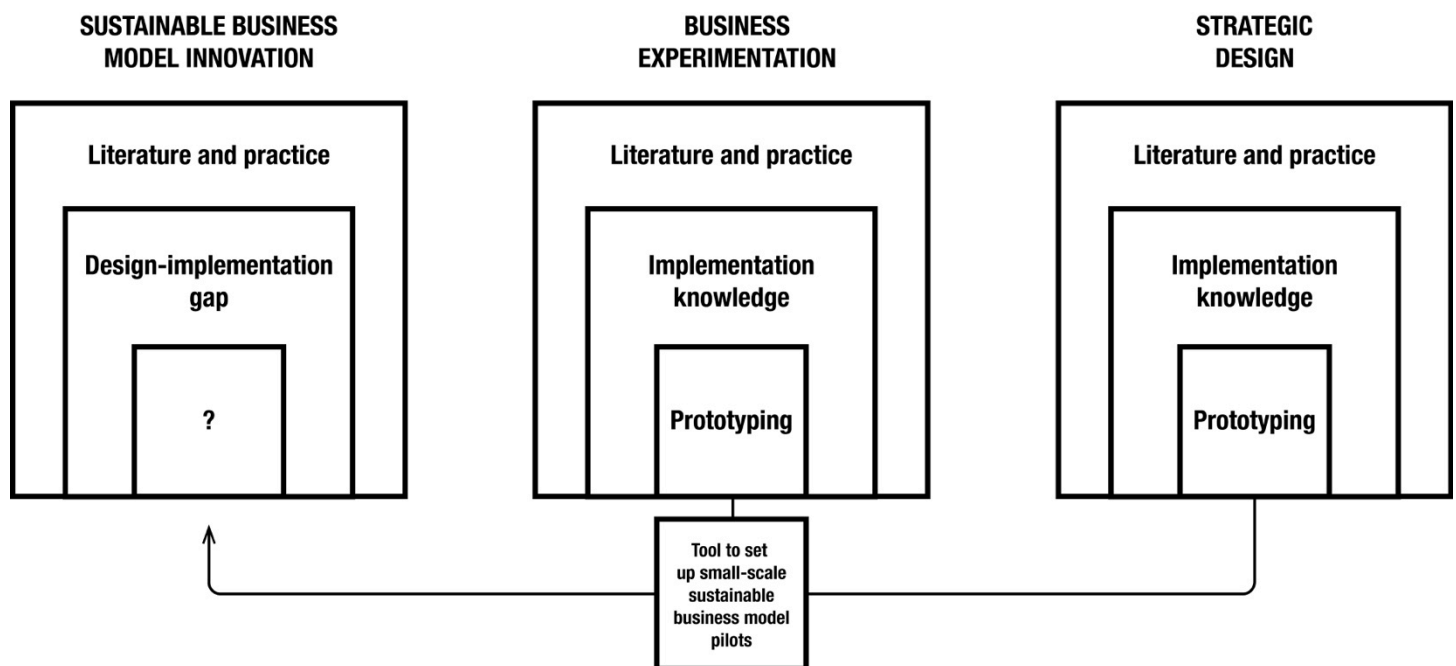 SUSTAINABLE BUSINESS
MODEL INNOVATION
Literature and practice
Design-implementation
gap
?
BUSINESS
EXPERIMENTATION
Literature and practice
Implementation
knowledge
Prototyping
STRATEGIC
DESIGN
Literature and practice
Implementation
knowledge
Prototyping
Tool to set
up small-scale
sustainable
business model
pilots